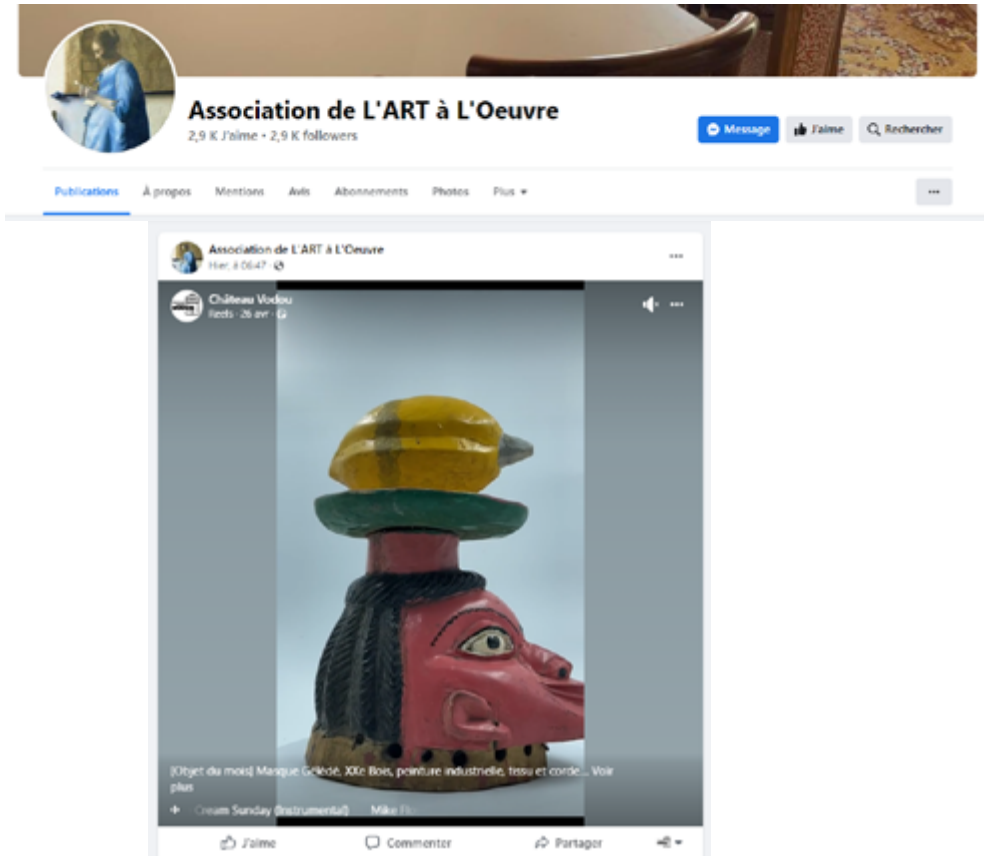 Association de L'ART à L'Oeuvre
2,9 K J'aime • 2,9 K followers
Message
J'aime
Rechercher
Publications
À propos
Mentions
Avis
Abonnements
Photos
Plus
Association de L'ART à L'Oeuvre
Hier, à 06:47
Château Vodou
Reels · 26 avr
[Objet du mois] Masque Gèlèdè, XXe Bois, peinture industrielle, tissu et corde... Voir
plus
Cream Sunday (Instrumental) Mike
J'aime
Commenter
Partager